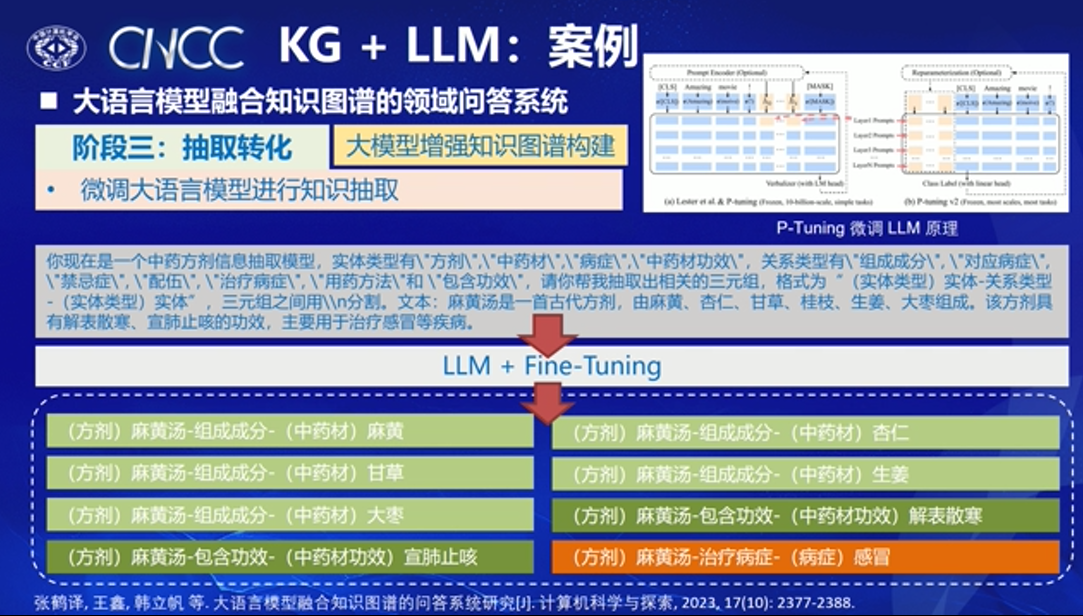 CNCC KG + LLM：案例
■ 大语言模型融合知识图谱的领域问答系统
阶段三：抽取转化
大模型增强知识图谱构建
• 微调大语言模型进行知识抽取
Prompt Encoder (Optional)
[CLS] Amazing movie ! [MASK]
Verbalizer (with LM head)
(a) Lester et al. & P-tuning (Frozen, 10-billion-scale, simple tasks)
Reparameterization (Optional)
[CLS] Amazing movie !
Layer1 Prompts
Layer2 Prompts
Layer3 Prompts
...
LayerN Prompts
Class Label (with linear head)
(b) P-tuning v2 (Frozen, most scales, most tasks)
P-Tuning 微调 LLM 原理
你现在是一个中药方剂信息抽取模型，实体类型有\"方剂\",\"中药材\",\"病症\",\"中药材功效\"，关系类型有\"组成成分\", \"对应病症\",
\"禁忌症\", \"配伍\", \"治疗病症\", \"用药方法\"和 \"包含功效\"，请你帮我抽取出相关的三元组，格式为 " （实体类型）实体-关系类型
-（实体类型）实体"，三元组之间用\\n分割。文本：麻黄汤是一首古代方剂，由麻黄、杏仁、甘草、桂枝、生姜、大枣组成。该方剂具
有解表散寒、宣肺止咳的功效，主要用于治疗感冒等疾病。
LLM + Fine-Tuning
（方剂）麻黄汤-组成成分-（中药材）麻黄
（方剂）麻黄汤-组成成分-（中药材）杏仁
（方剂）麻黄汤-组成成分-（中药材）甘草
（方剂）麻黄汤-组成成分-（中药材）生姜
（方剂）麻黄汤-组成成分-（中药材）大枣
（方剂）麻黄汤-包含功效-（中药材功效）解表散寒
（方剂）麻黄汤-包含功效-（中药材功效）宣肺止咳
（方剂）麻黄汤-治疗病症-（病症）感冒
张鹤译, 王鑫, 韩立帆 等. 大语言模型融合知识图谱的问答系统研究[J]. 计算机科学与探索, 2023, 17(10): 2377-2388.